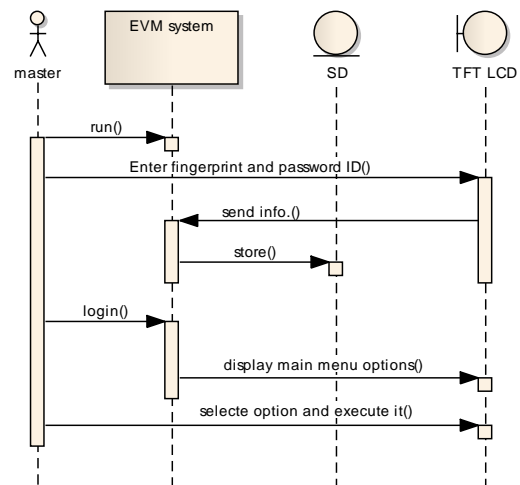 EVM system
master
SD
TFT LCD
run()
Enter fingerprint and password ID()
send info.()
store()
login()
display main menu options()
selecte option and execute it()